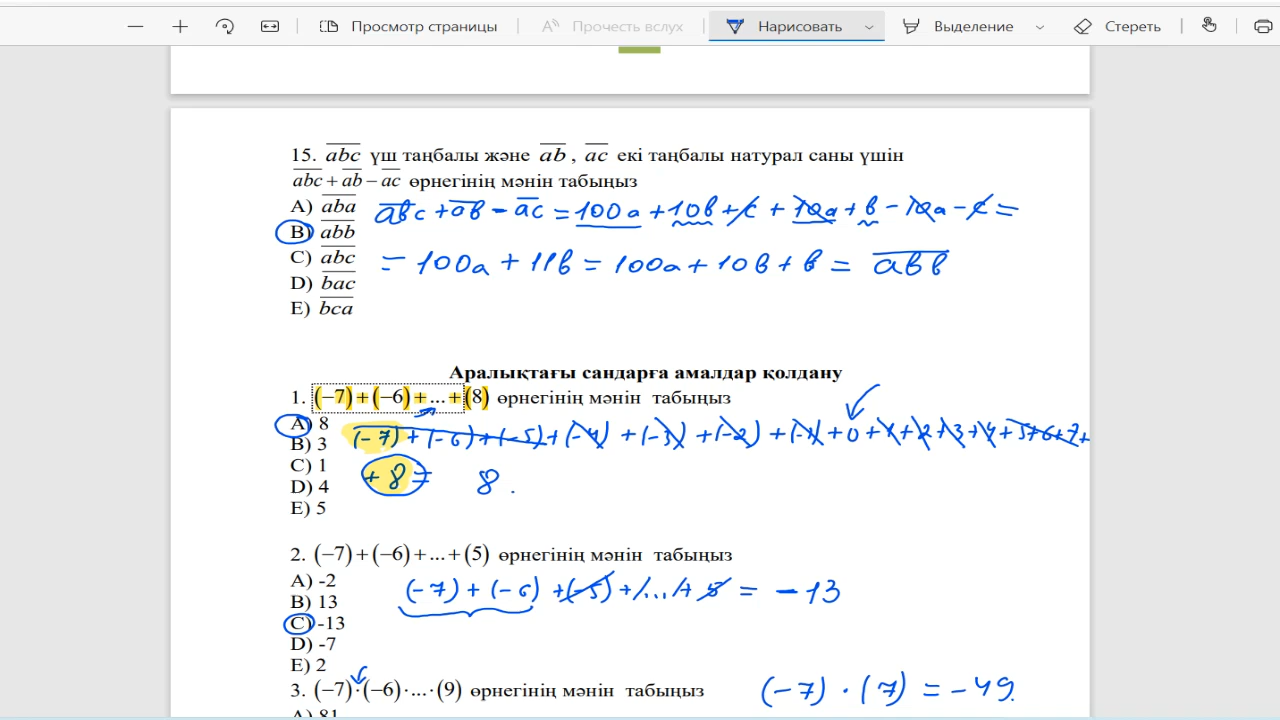 Просмотр страницы Прочесть вслух Нарисовать Выделение Стереть
15. abc үш таңбалы және ab , ac екі таңбалы натурал саны үшін
abc + ab − ac өрнегінің мәнін табыңыз
A) aba abc + ab − ac = 100a + 10b + c + 10a + b − 10a − c =
B) abb
C) abc = 100a + 11b = 100a + 10b + b = abb
D) bac
E) bca
Аралықтағы сандарға амалдар қолдану
1. (−7)+(−6)+...+(8) өрнегінің мәнін табыңыз
A) 8
(-7)+(-6)+(-5)+(-4)+(-3)+(-2)+(-1)+0+1+2+3+4+5+6+7+
B) 3
C) 1 +8= 8.
D) 4
E) 5
2. (−7)+(−6)+...+(5) өрнегінің мәнін табыңыз
A) -2 (-7)+(-6)+(-5)+...+5 = -13
B) 13
C) -13
D) -7
E) 2
3. (−7)·(−6)·...·(9) өрнегінің мәнін табыңыз (-7)·(7) = -49.
A) 81